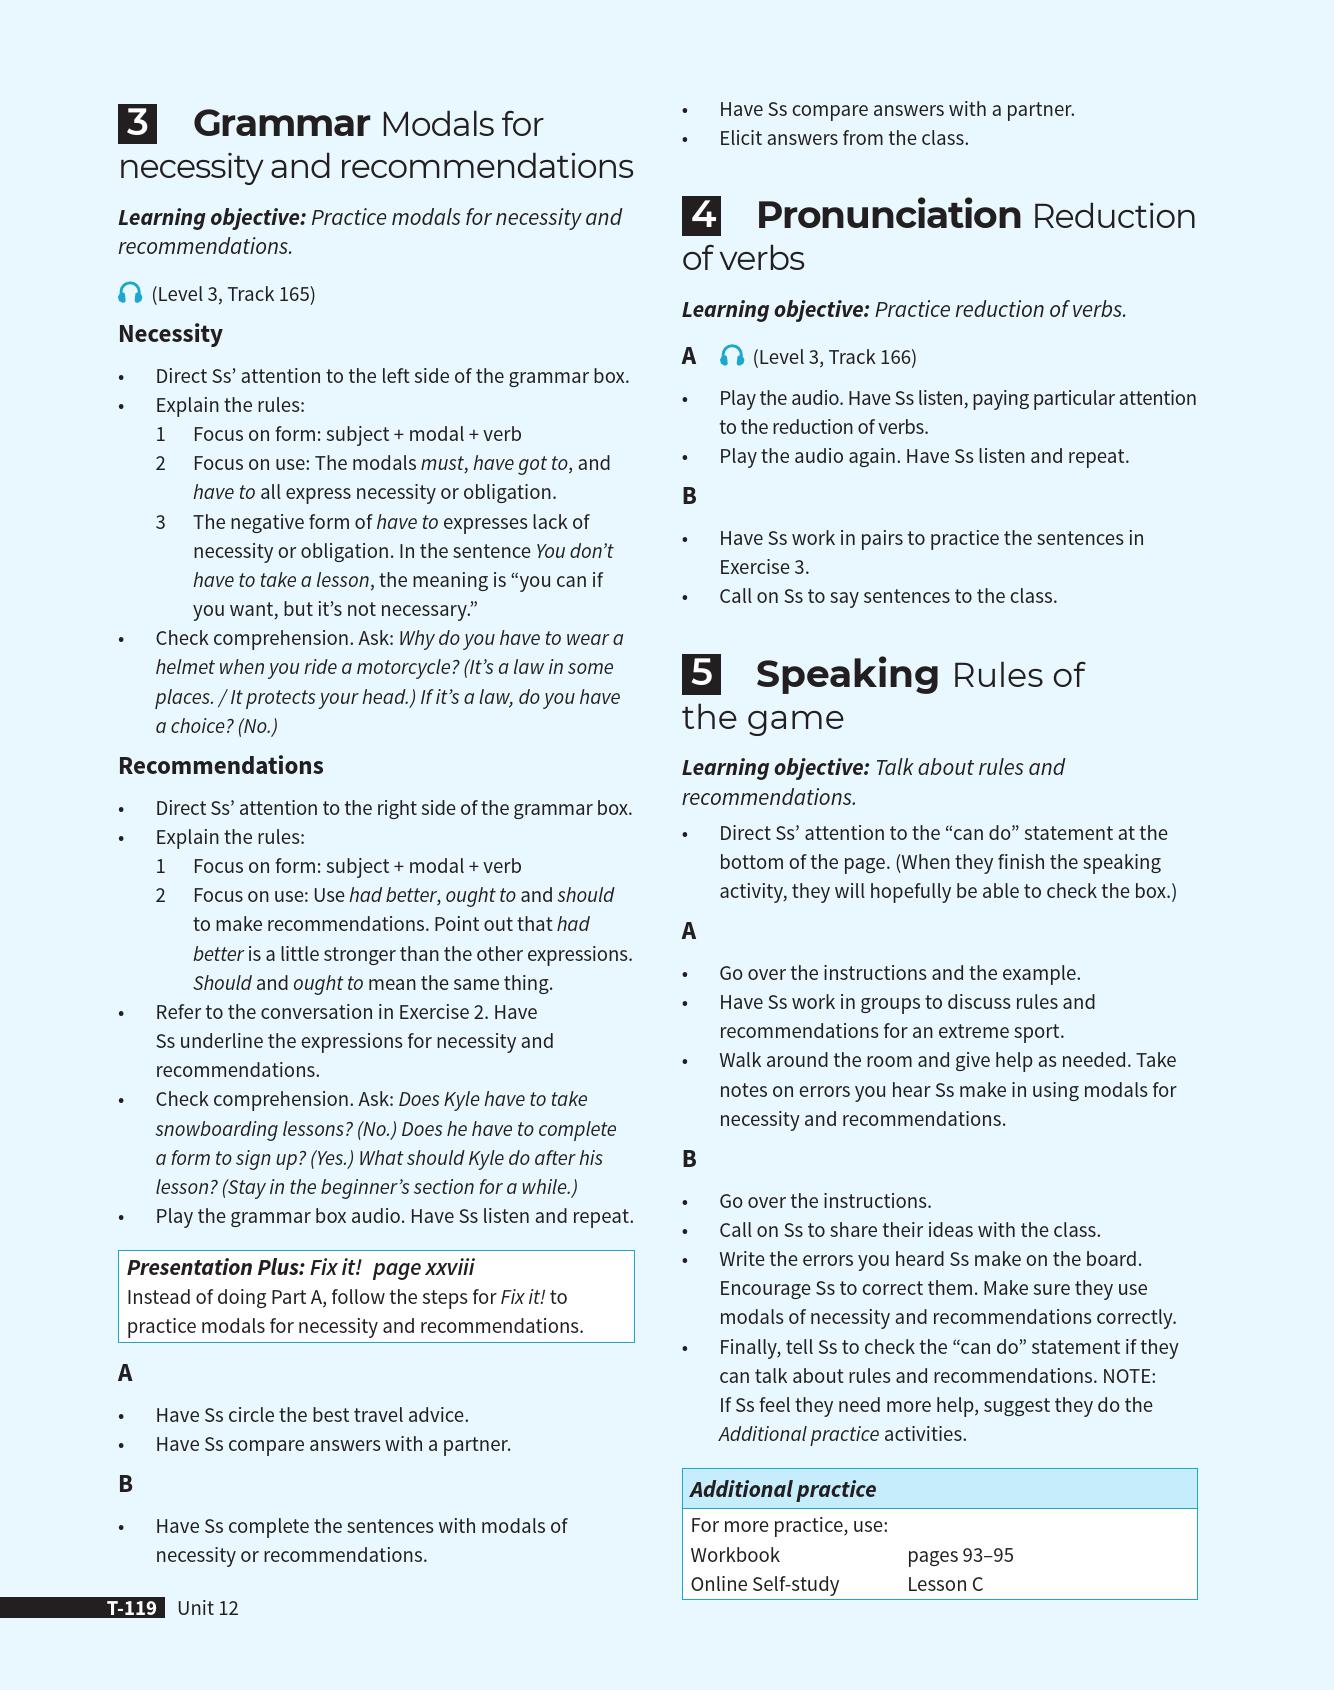 3 Grammar Modals for
necessity and recommendations
Learning objective: Practice modals for necessity and
recommendations.
(Level 3, Track 165)
Necessity
• Direct Ss’ attention to the left side of the grammar box.
• Explain the rules:
1 Focus on form: subject + modal + verb
2 Focus on use: The modals must, have got to, and
have to all express necessity or obligation.
3 The negative form of have to expresses lack of
necessity or obligation. In the sentence You don’t
have to take a lesson, the meaning is “you can if
you want, but it’s not necessary.”
• Check comprehension. Ask: Why do you have to wear a
helmet when you ride a motorcycle? (It’s a law in some
places. / It protects your head.) If it’s a law, do you have
a choice? (No.)
Recommendations
• Direct Ss’ attention to the right side of the grammar box.
• Explain the rules:
1 Focus on form: subject + modal + verb
2 Focus on use: Use had better, ought to and should
to make recommendations. Point out that had
better is a little stronger than the other expressions.
Should and ought to mean the same thing.
• Refer to the conversation in Exercise 2. Have
Ss underline the expressions for necessity and
recommendations.
• Check comprehension. Ask: Does Kyle have to take
snowboarding lessons? (No.) Does he have to complete
a form to sign up? (Yes.) What should Kyle do after his
lesson? (Stay in the beginner’s section for a while.)
• Play the grammar box audio. Have Ss listen and repeat.
Presentation Plus: Fix it! page xxviii
Instead of doing Part A, follow the steps for Fix it! to
practice modals for necessity and recommendations.
A
• Have Ss circle the best travel advice.
• Have Ss compare answers with a partner.
B
• Have Ss complete the sentences with modals of
necessity or recommendations.
• Have Ss compare answers with a partner.
• Elicit answers from the class.
4 Pronunciation Reduction
of verbs
Learning objective: Practice reduction of verbs.
A (Level 3, Track 166)
• Play the audio. Have Ss listen, paying particular attention
to the reduction of verbs.
• Play the audio again. Have Ss listen and repeat.
B
• Have Ss work in pairs to practice the sentences in
Exercise 3.
• Call on Ss to say sentences to the class.
5 Speaking Rules of
the game
Learning objective: Talk about rules and
recommendations.
• Direct Ss’ attention to the “can do” statement at the
bottom of the page. (When they finish the speaking
activity, they will hopefully be able to check the box.)
A
• Go over the instructions and the example.
• Have Ss work in groups to discuss rules and
recommendations for an extreme sport.
• Walk around the room and give help as needed. Take
notes on errors you hear Ss make in using modals for
necessity and recommendations.
B
• Go over the instructions.
• Call on Ss to share their ideas with the class.
• Write the errors you heard Ss make on the board.
Encourage Ss to correct them. Make sure they use
modals of necessity and recommendations correctly.
• Finally, tell Ss to check the “can do” statement if they
can talk about rules and recommendations. NOTE:
If Ss feel they need more help, suggest they do the
Additional practice activities.
Additional practice
For more practice, use:
Workbook pages 93–95
Online Self-study Lesson C
T-119 Unit 12